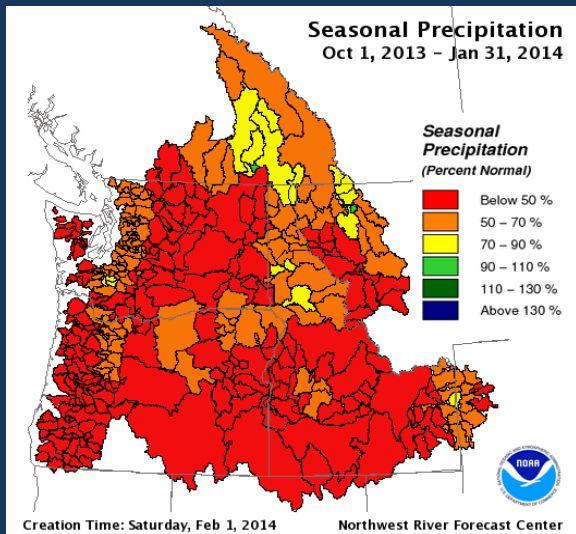 Seasonal Precipitation
Oct 1, 2013 – Jan 31, 2014
Seasonal
Precipitation
(Percent Normal)
Below 50 %
50 – 70 %
70 – 90 %
90 – 110 %
110 – 130 %
Above 130 %
NOAA
Creation Time: Saturday, Feb 1, 2014
Northwest River Forecast Center